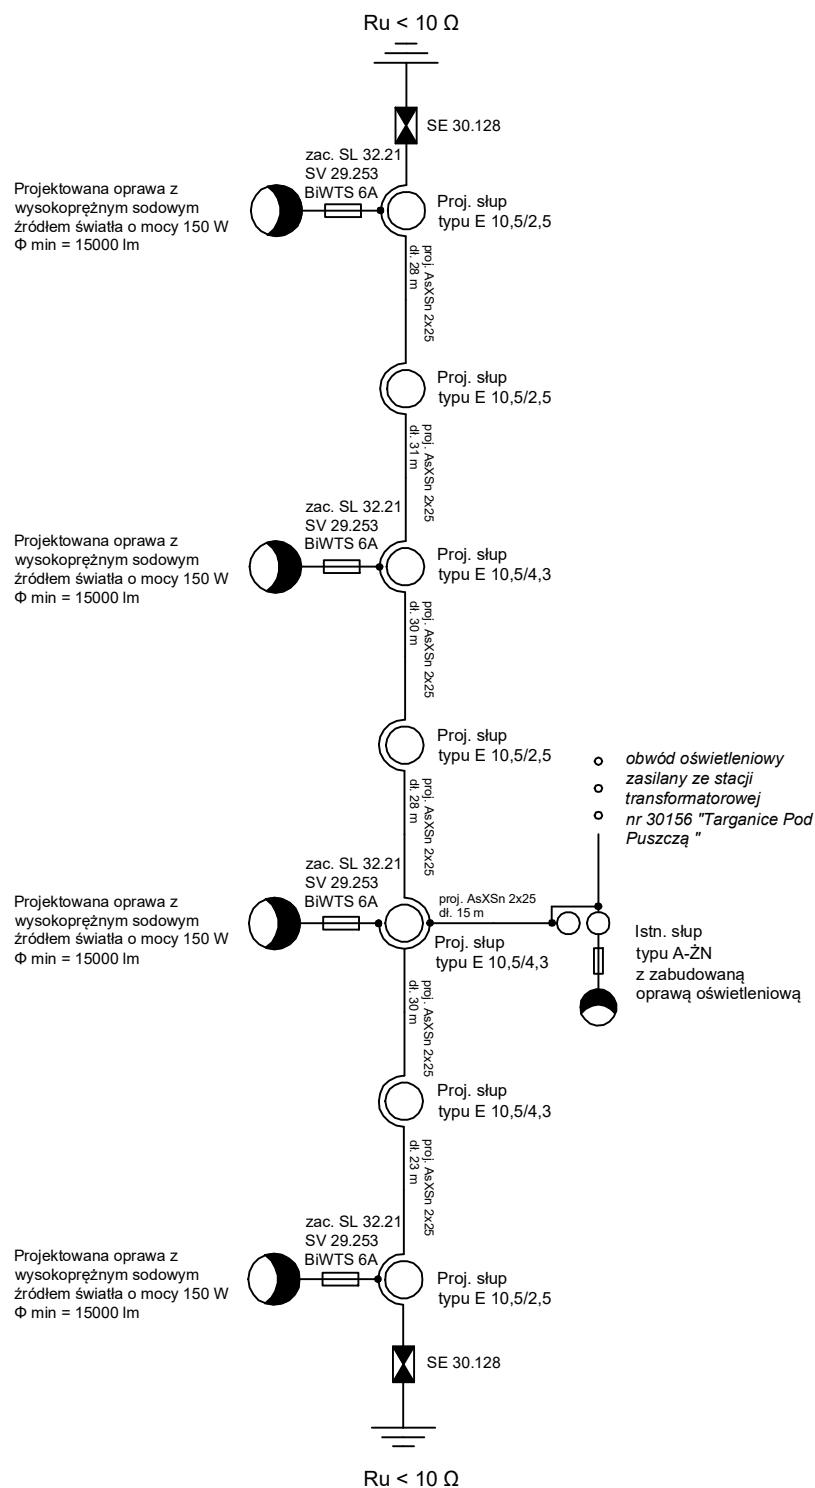 Ru < 10 Ω
SE 30.128
zac. SL 32.21
SV 29.253
BiWTS 6A
Projektowana oprawa z
wysokoprężnym sodowym
źródłem światła o mocy 150 W
Φ min = 15000 lm
Proj. słup
typu E 10,5/2,5
proj. AsXSn 2x25
dł. 28 m
Proj. słup
typu E 10,5/2,5
proj. AsXSn 2x25
dł. 31 m
zac. SL 32.21
SV 29.253
BiWTS 6A
Projektowana oprawa z
wysokoprężnym sodowym
źródłem światła o mocy 150 W
Φ min = 15000 lm
Proj. słup
typu E 10,5/4,3
proj. AsXSn 2x25
dł. 30 m
Proj. słup
typu E 10,5/2,5
obwód oświetleniowy
zasilany ze stacji
transformatorowej
nr 30156 "Targanice Pod
Puszczą "
proj. AsXSn 2x25
dł. 28 m
zac. SL 32.21
SV 29.253
BiWTS 6A
Projektowana oprawa z
wysokoprężnym sodowym
źródłem światła o mocy 150 W
Φ min = 15000 lm
proj. AsXSn 2x25
dł. 15 m
Proj. słup
typu E 10,5/4,3
Istn. słup
typu A-ŻN
z zabudowaną
oprawą oświetleniową
proj. AsXSn 2x25
dł. 30 m
Proj. słup
typu E 10,5/4,3
proj. AsXSn 2x25
dł. 23 m
zac. SL 32.21
SV 29.253
BiWTS 6A
Projektowana oprawa z
wysokoprężnym sodowym
źródłem światła o mocy 150 W
Φ min = 15000 lm
Proj. słup
typu E 10,5/2,5
SE 30.128
Ru < 10 Ω